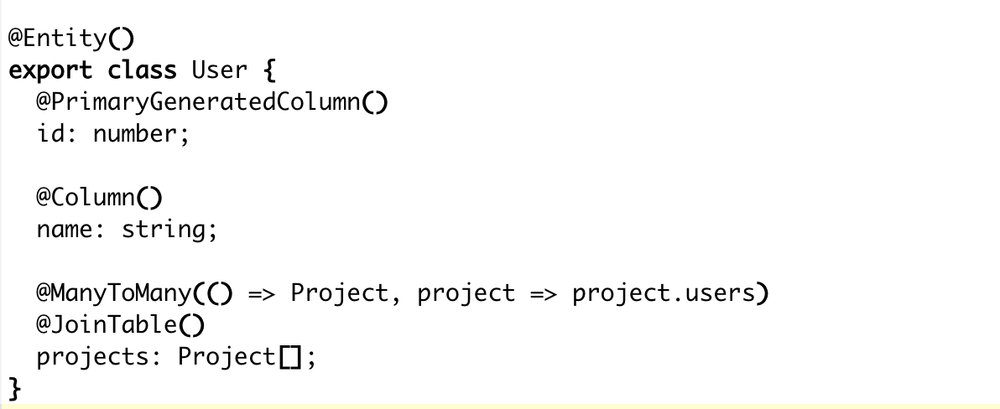 @Entity()
export class User {
  @PrimaryGeneratedColumn()
  id: number;

  @Column()
  name: string;

  @ManyToMany(() => Project, project => project.users)
  @JoinTable()
  projects: Project[];
}